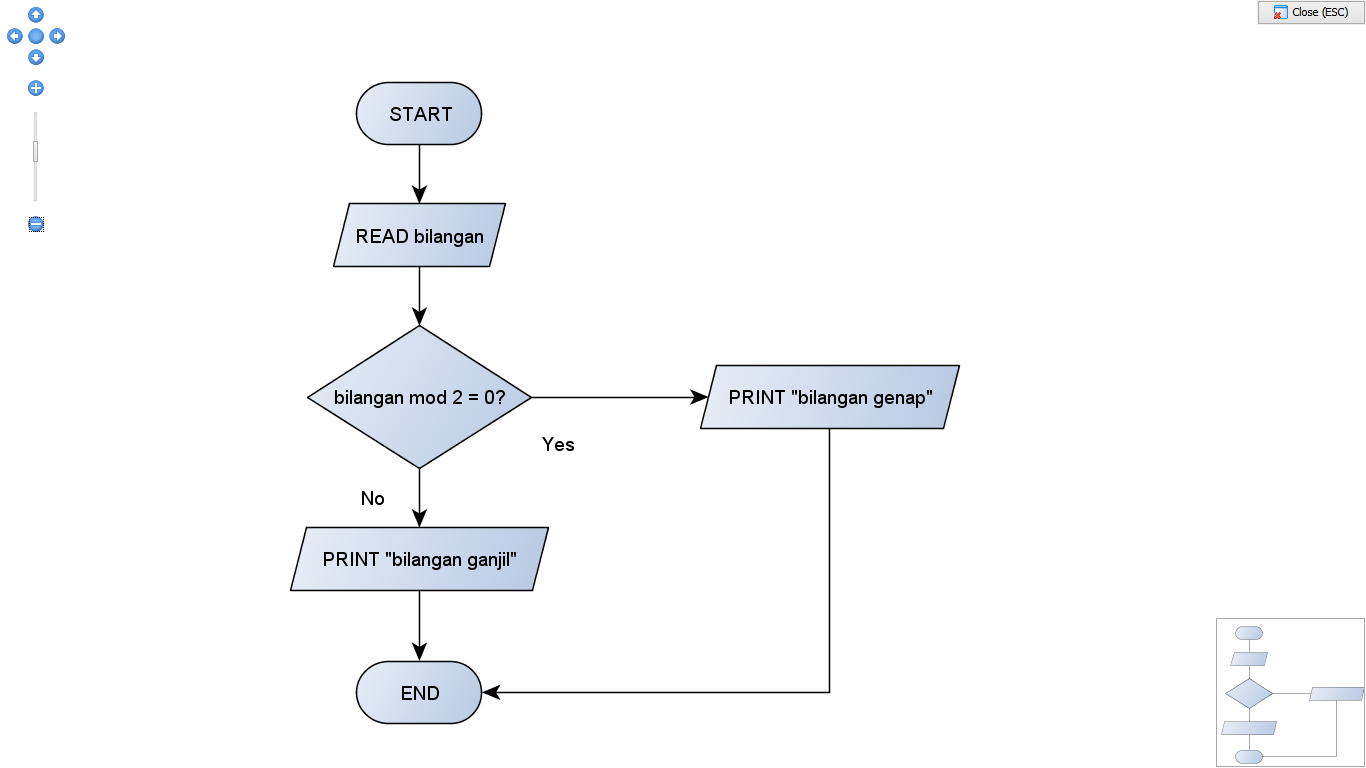 Close (ESC)
START
READ bilangan
bilangan mod 2 = 0?
PRINT "bilangan genap"
Yes
No
PRINT "bilangan ganjil"
END